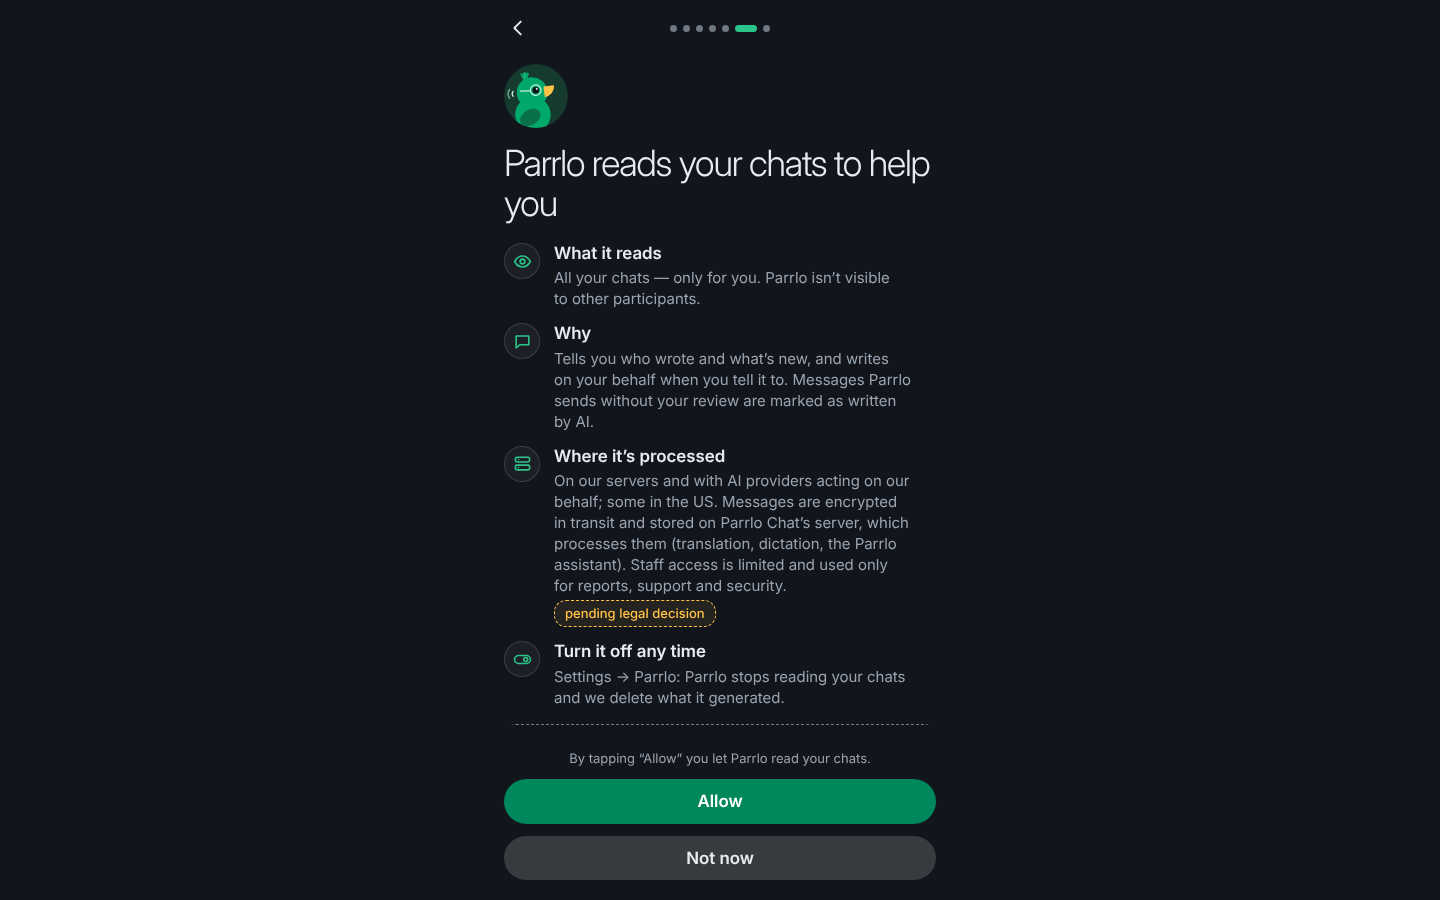 Parrlo reads your chats to help
you
What it reads
All your chats — only for you. Parrlo isn’t visible
to other participants.
Why
Tells you who wrote and what’s new, and writes
on your behalf when you tell it to. Messages Parrlo
sends without your review are marked as written
by AI.
Where it’s processed
On our servers and with AI providers acting on our
behalf; some in the US. Messages are encrypted
in transit and stored on Parrlo Chat’s server, which
processes them (translation, dictation, the Parrlo
assistant). Staff access is limited and used only
for reports, support and security.
pending legal decision
Turn it off any time
Settings → Parrlo: Parrlo stops reading your chats
and we delete what it generated.
By tapping “Allow” you let Parrlo read your chats.
Allow
Not now